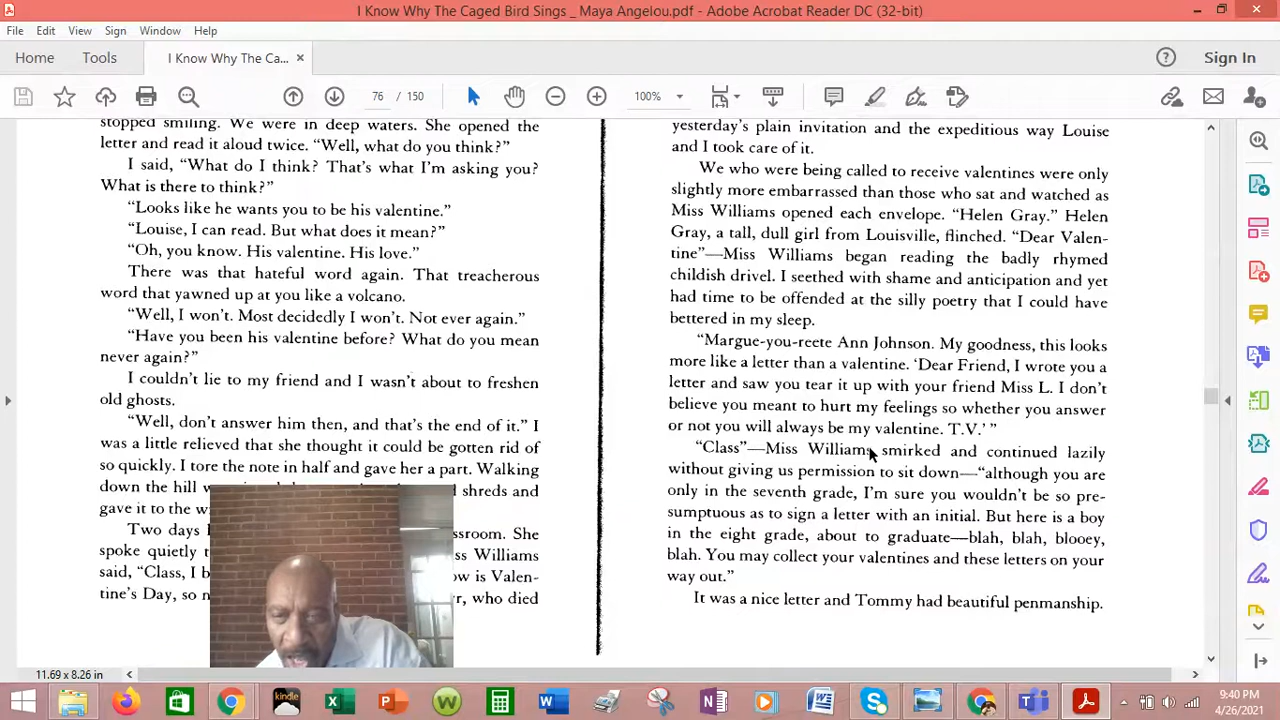 I Know Why The Caged Bird Sings _ Maya Angelou.pdf - Adobe Acrobat Reader DC (32-bit)
File Edit View Sign Window Help
Home Tools I Know Why The Ca... × Sign In
76 / 150 100%
stopped smiling. We were in deep waters. She opened the
letter and read it aloud twice. “Well, what do you think?”
I said, “What do I think? That’s what I’m asking you?
What is there to think?”
“Looks like he wants you to be his valentine.”
“Louise, I can read. But what does it mean?”
“Oh, you know. His valentine. His love.”
There was that hateful word again. That treacherous
word that yawned up at you like a volcano.
“Well, I won’t. Most decidedly I won’t. Not ever again.”
“Have you been his valentine before? What do you mean
never again?”
I couldn’t lie to my friend and I wasn’t about to freshen
old ghosts.
“Well, don’t answer him then, and that’s the end of it.” I
was a little relieved that she thought it could be gotten rid of
so quickly. I tore the note in half and gave her a part. Walking
down the hill w shreds and
gave it to the w
Two days ssroom. She
spoke quietly t ss Williams
said, “Class, I b ow is Valen-
tine’s Day, so n r, who died
yesterday’s plain invitation and the expeditious way Louise
and I took care of it.
We who were being called to receive valentines were only
slightly more embarrassed than those who sat and watched as
Miss Williams opened each envelope. “Helen Gray.” Helen
Gray, a tall, dull girl from Louisville, flinched. “Dear Valen-
tine”—Miss Williams began reading the badly rhymed
childish drivel. I seethed with shame and anticipation and yet
had time to be offended at the silly poetry that I could have
bettered in my sleep.
“Margue-you-reete Ann Johnson. My goodness, this looks
more like a letter than a valentine. ‘Dear Friend, I wrote you a
letter and saw you tear it up with your friend Miss L. I don’t
believe you meant to hurt my feelings so whether you answer
or not you will always be my valentine. T.V.’ ”
“Class”—Miss Williams smirked and continued lazily
without giving us permission to sit down—“although you are
only in the seventh grade, I’m sure you wouldn’t be so pre-
sumptuous as to sign a letter with an initial. But here is a boy
in the eight grade, about to graduate—blah, blah, blooey,
blah. You may collect your valentines and these letters on your
way out.”
It was a nice letter and Tommy had beautiful penmanship.
11.69 x 8.26 in
kindle
9:40 PM
4/26/2021